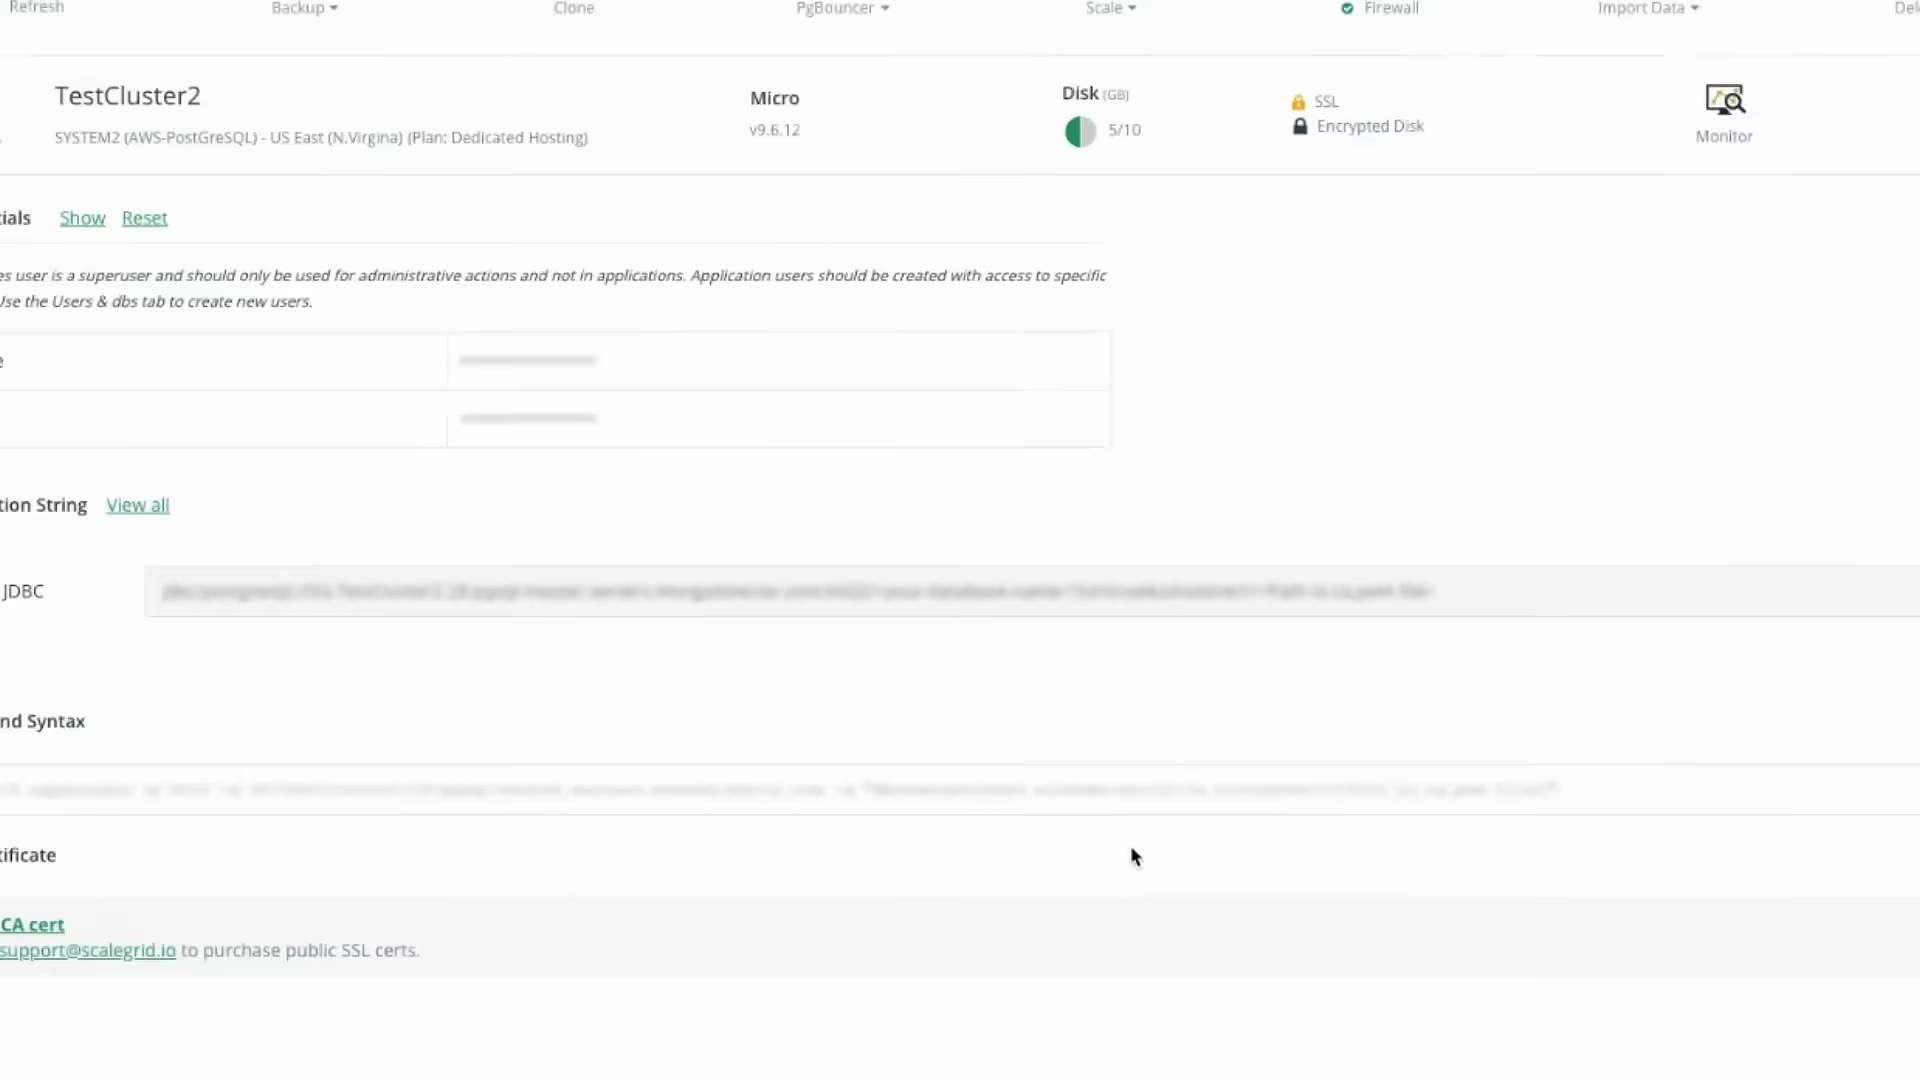 Refresh Backup Clone PgBouncer Scale Firewall Import Data Del
TestCluster2
SYSTEM2 (AWS-PostGreSQL) - US East (N.Virgina) (Plan: Dedicated Hosting)
Micro
v9.6.12
Disk (GB)
5/10
SSL
Encrypted Disk
Monitor
tials Show Reset
es user is a superuser and should only be used for administrative actions and not in applications. Application users should be created with access to specific
Use the Users & dbs tab to create new users.
e
tion String View all
JDBC
nd Syntax
tificate
CA cert
support@scalegrid.io to purchase public SSL certs.